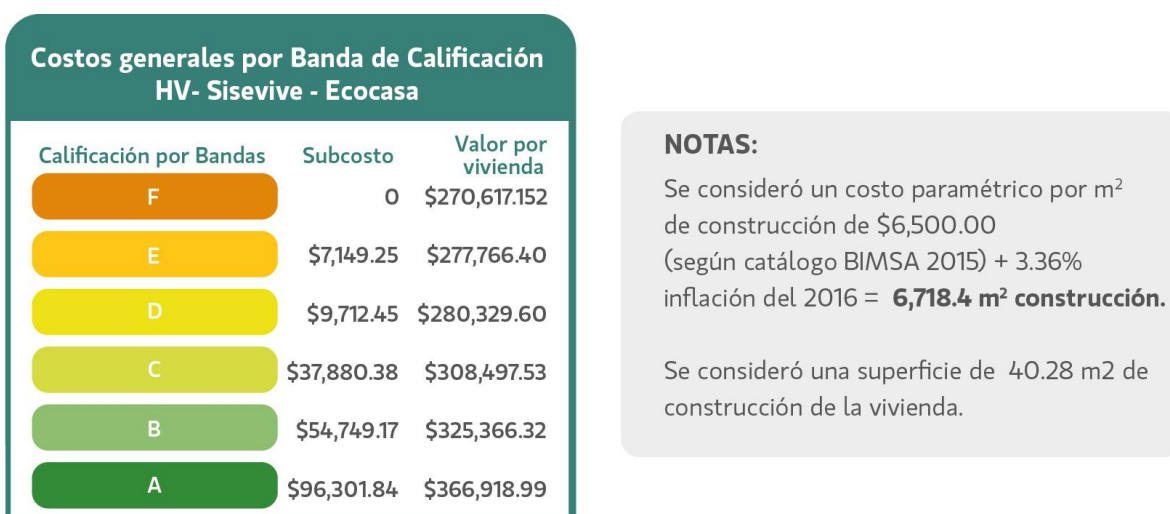 Costos generales por Banda de Calificación
HV- Sisevive - Ecocasa
Calificación por Bandas Subcosto Valor por
vivienda
F 0 $270,617.152
E $7,149.25 $277,766.40
D $9,712.45 $280,329.60
C $37,880.38 $308,497.53
B $54,749.17 $325,366.32
A $96,301.84 $366,918.99
NOTAS:
Se consideró un costo paramétrico por m²
de construcción de $6,500.00
(según catálogo BIMSA 2015) + 3.36%
inflación del 2016 = 6,718.4 m² construcción.
Se consideró una superficie de 40.28 m2 de
construcción de la vivienda.